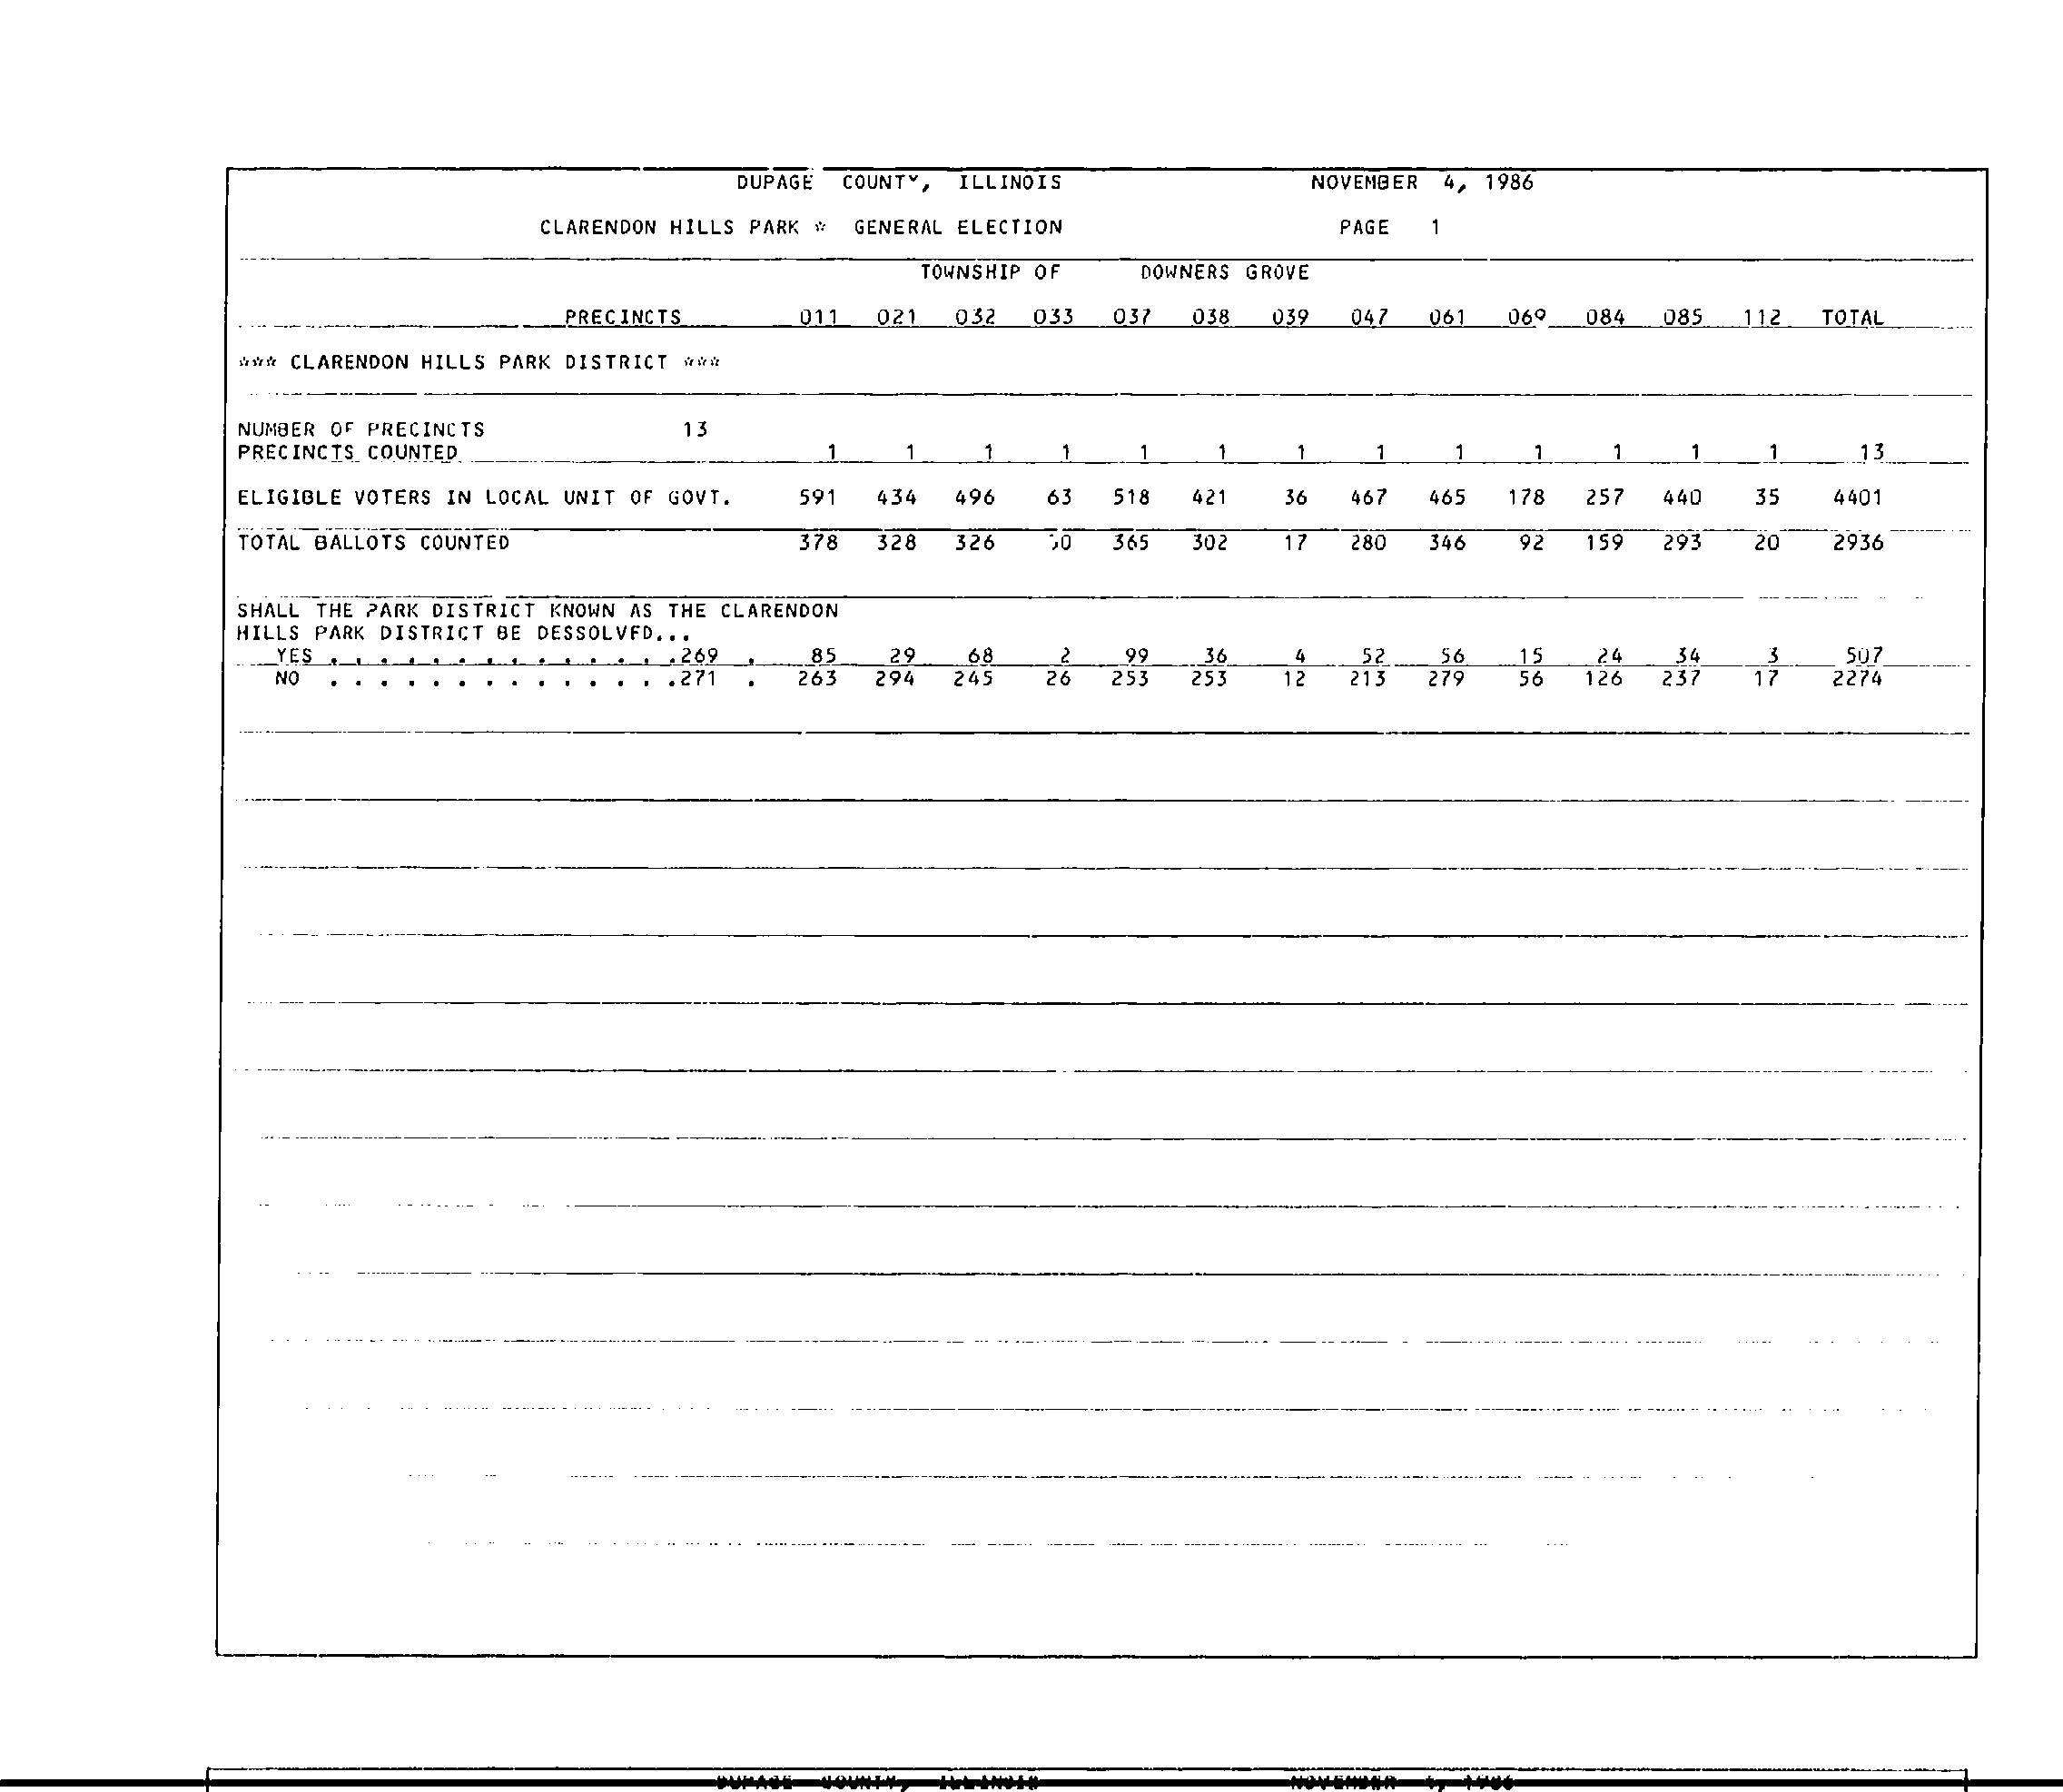 DUPAGE COUNTY, ILLINOIS NOVEMBER 4, 1986
CLARENDON HILLS PARK * GENERAL ELECTION PAGE 1
TOWNSHIP OF DOWNERS GROVE
PRECINCTS 011 021 032 033 037 038 039 047 061 069 084 085 112 TOTAL
*** CLARENDON HILLS PARK DISTRICT ***
NUMBER OF PRECINCTS 13
PRECINCTS COUNTED 1 1 1 1 1 1 1 1 1 1 1 1 1 13
ELIGIBLE VOTERS IN LOCAL UNIT OF GOVT. 591 434 496 63 518 421 36 467 465 178 257 440 35 4401
TOTAL BALLOTS COUNTED 378 328 326 365 302 17 280 346 92 159 293 20 2936
SHALL THE PARK DISTRICT KNOWN AS THE CLARENDON
HILLS PARK DISTRICT BE DESSOLVED...
YES . . . . . . . . . . . . . .269 . 85 29 68 2 99 36 4 52 56 15 24 34 3 507
NO . . . . . . . . . . . . . .271 . 263 294 245 26 253 253 12 213 279 56 126 237 17 2274
DUPAGE COUNTY, ILLINOIS NOVEMBER 4, 1986